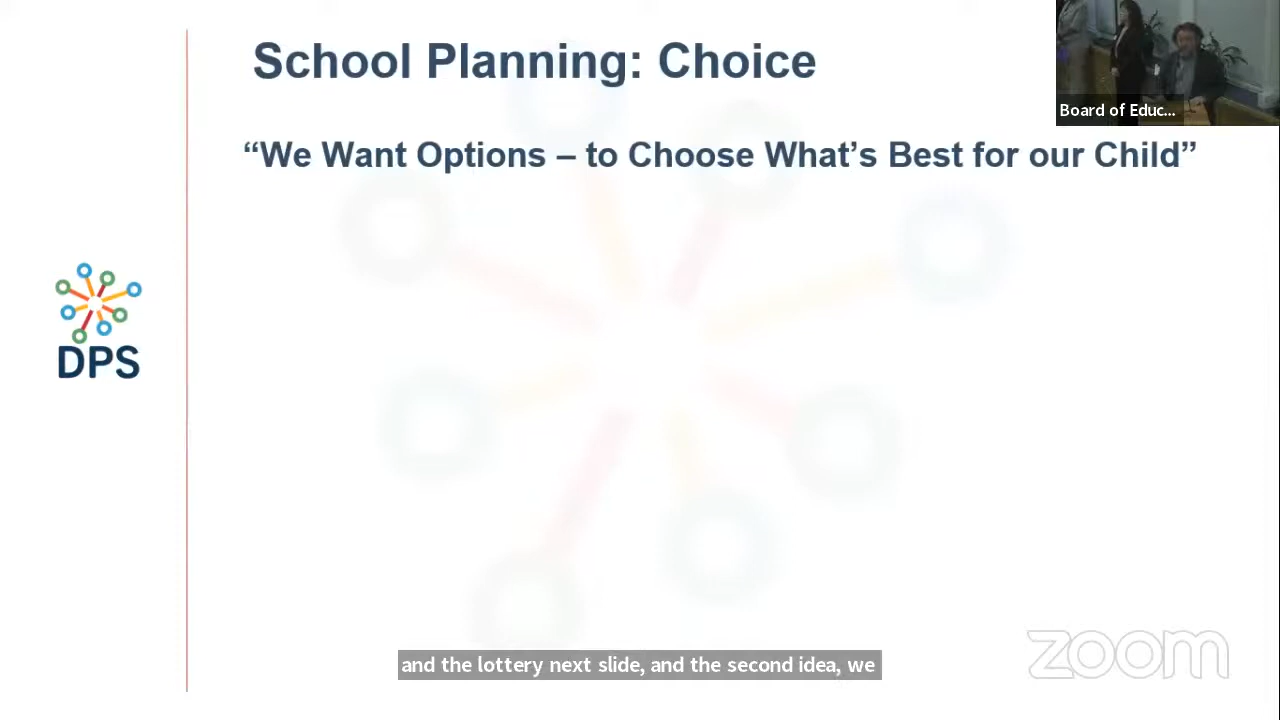 School Planning: Choice
Board of Educ...
“We Want Options – to Choose What’s Best for our Child”
DPS
and the lottery next slide, and the second idea, we
zoom